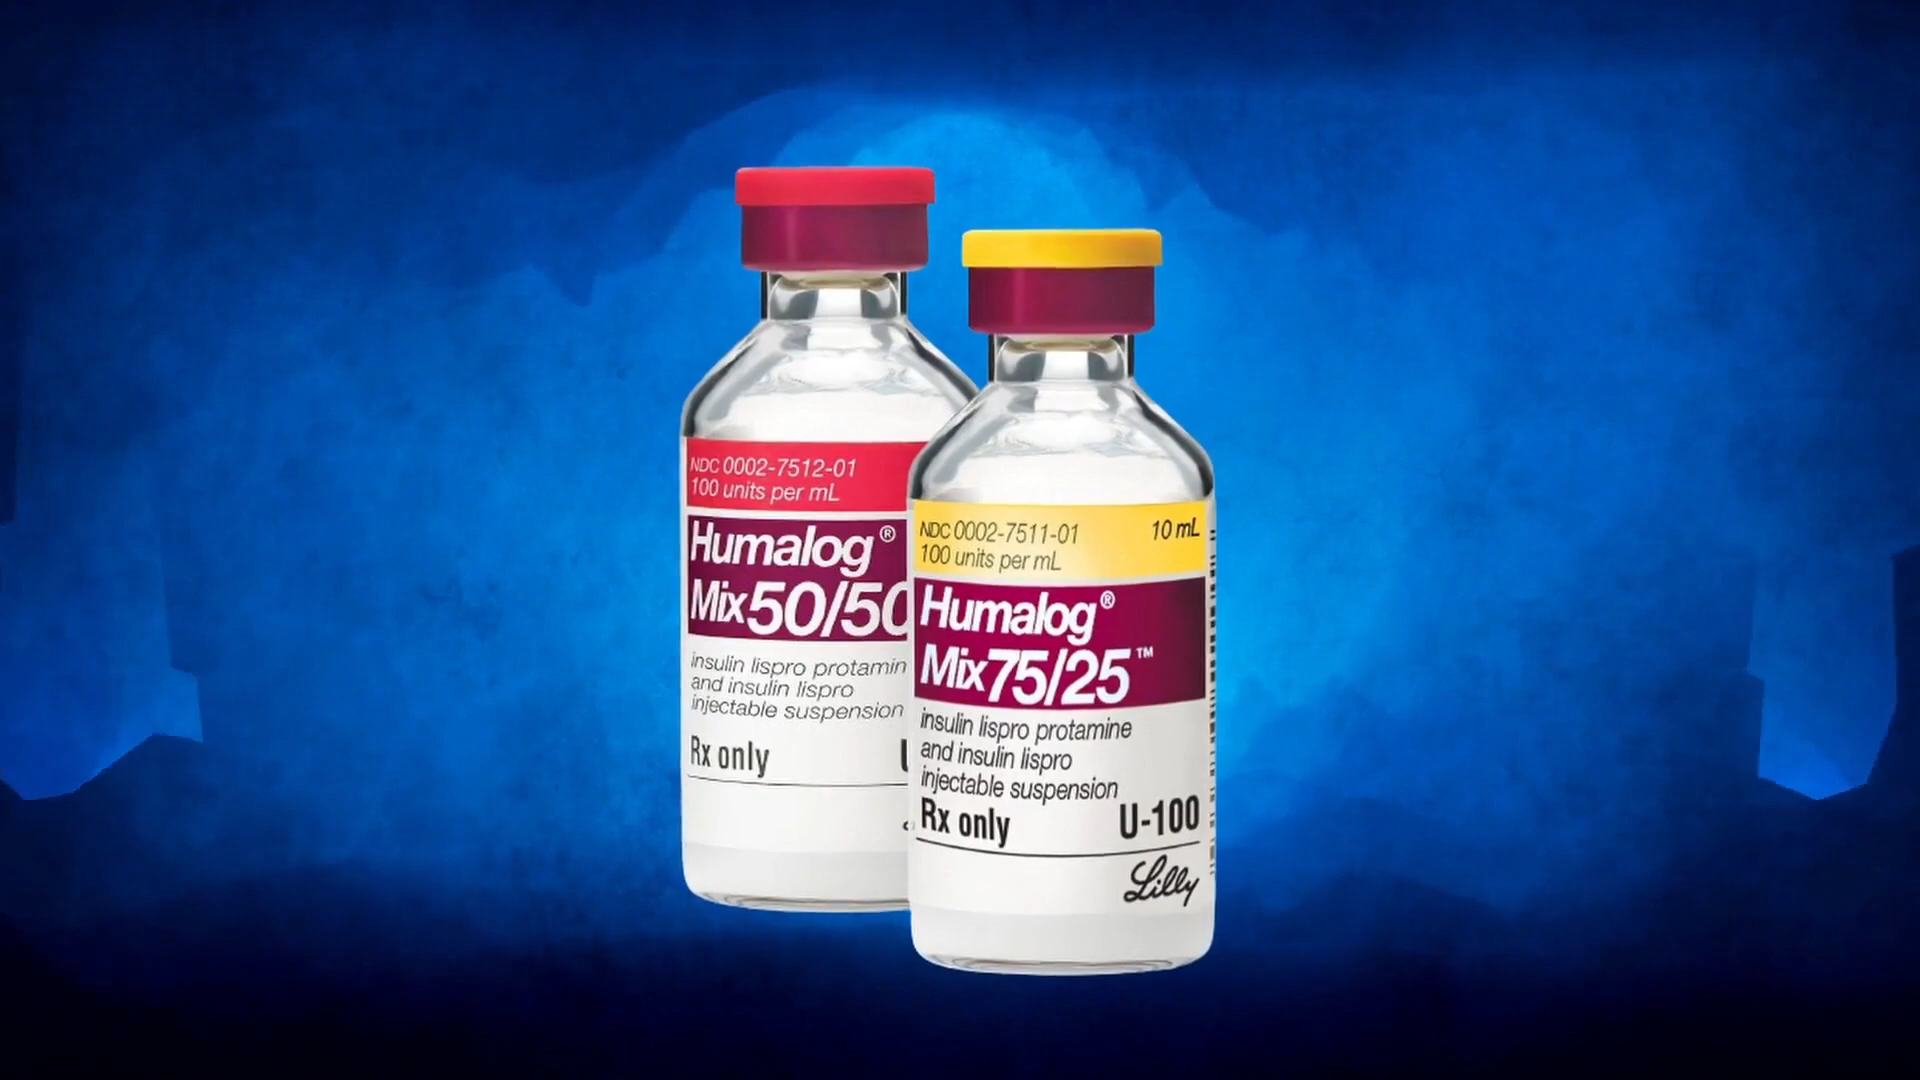 NDC 0002-7512-01
100 units per mL
Humalog®
Mix50/50
insulin lispro protamin
and insulin lispro
injectable suspension
Rx only
NDC 0002-7511-01 10 mL
100 units per mL
Humalog®
Mix75/25™
insulin lispro protamine
and insulin lispro
injectable suspension
Rx only U-100
Lilly